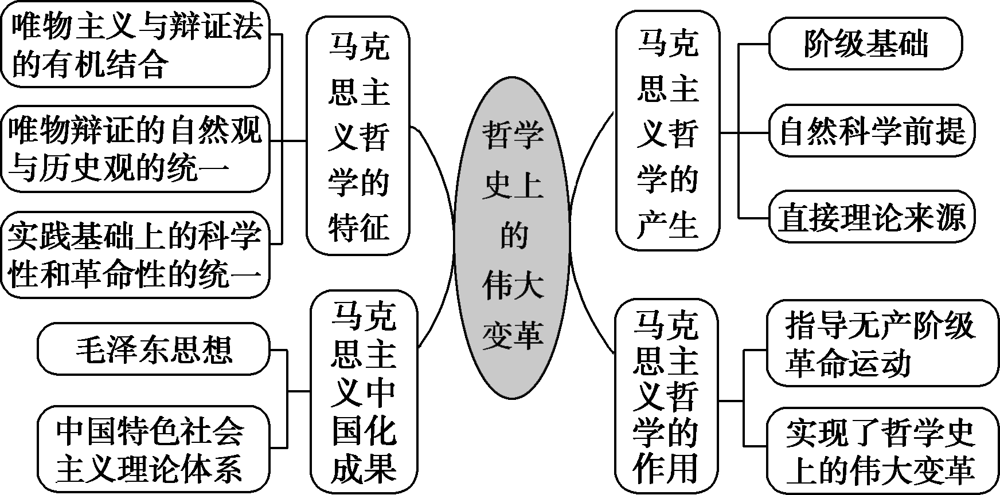 唯物主义与辩证法
的有机结合
唯物辩证的自然观
与历史观的统一
实践基础上的科学
性和革命性的统一
马克
思主
义哲
学的
特征
毛泽东思想
中国特色社会
主义理论体系
马克
思主
义中
国化
成果
哲学
史上
的
伟大
变革
马克
思主
义哲
学的
产生
阶级基础
自然科学前提
直接理论来源
马克
思主
义哲
学的
作用
指导无产阶级
革命运动
实现了哲学史
上的伟大变革